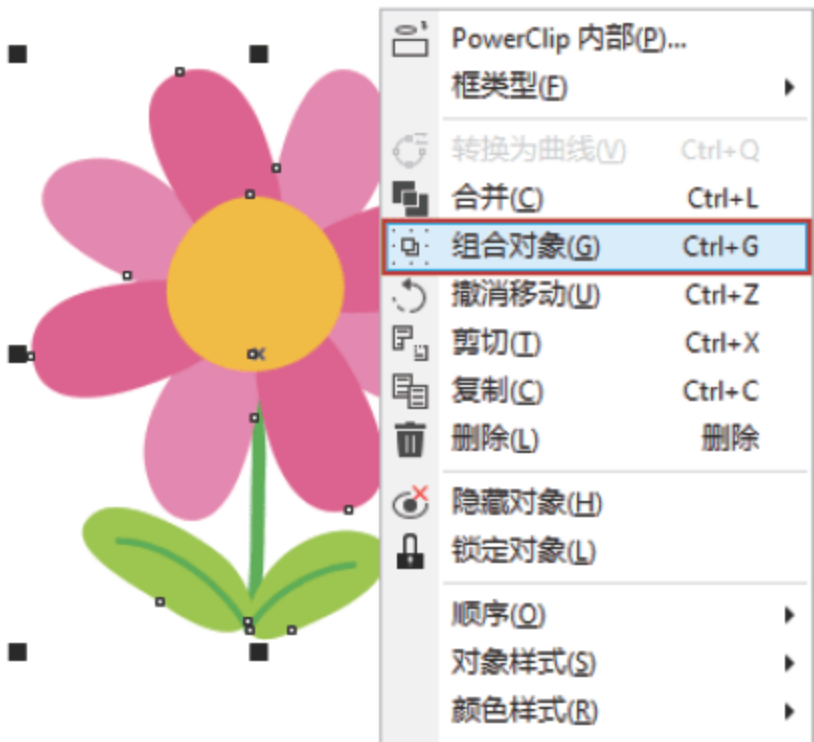 PowerClip 内部(P)...
框类型(F)
转换为曲线(V) Ctrl+Q
合并(C) Ctrl+L
组合对象(G) Ctrl+G
撤消移动(U) Ctrl+Z
剪切(T) Ctrl+X
复制(C) Ctrl+C
删除(L) 删除
隐藏对象(H)
锁定对象(L)
顺序(O)
对象样式(S)
颜色样式(R)